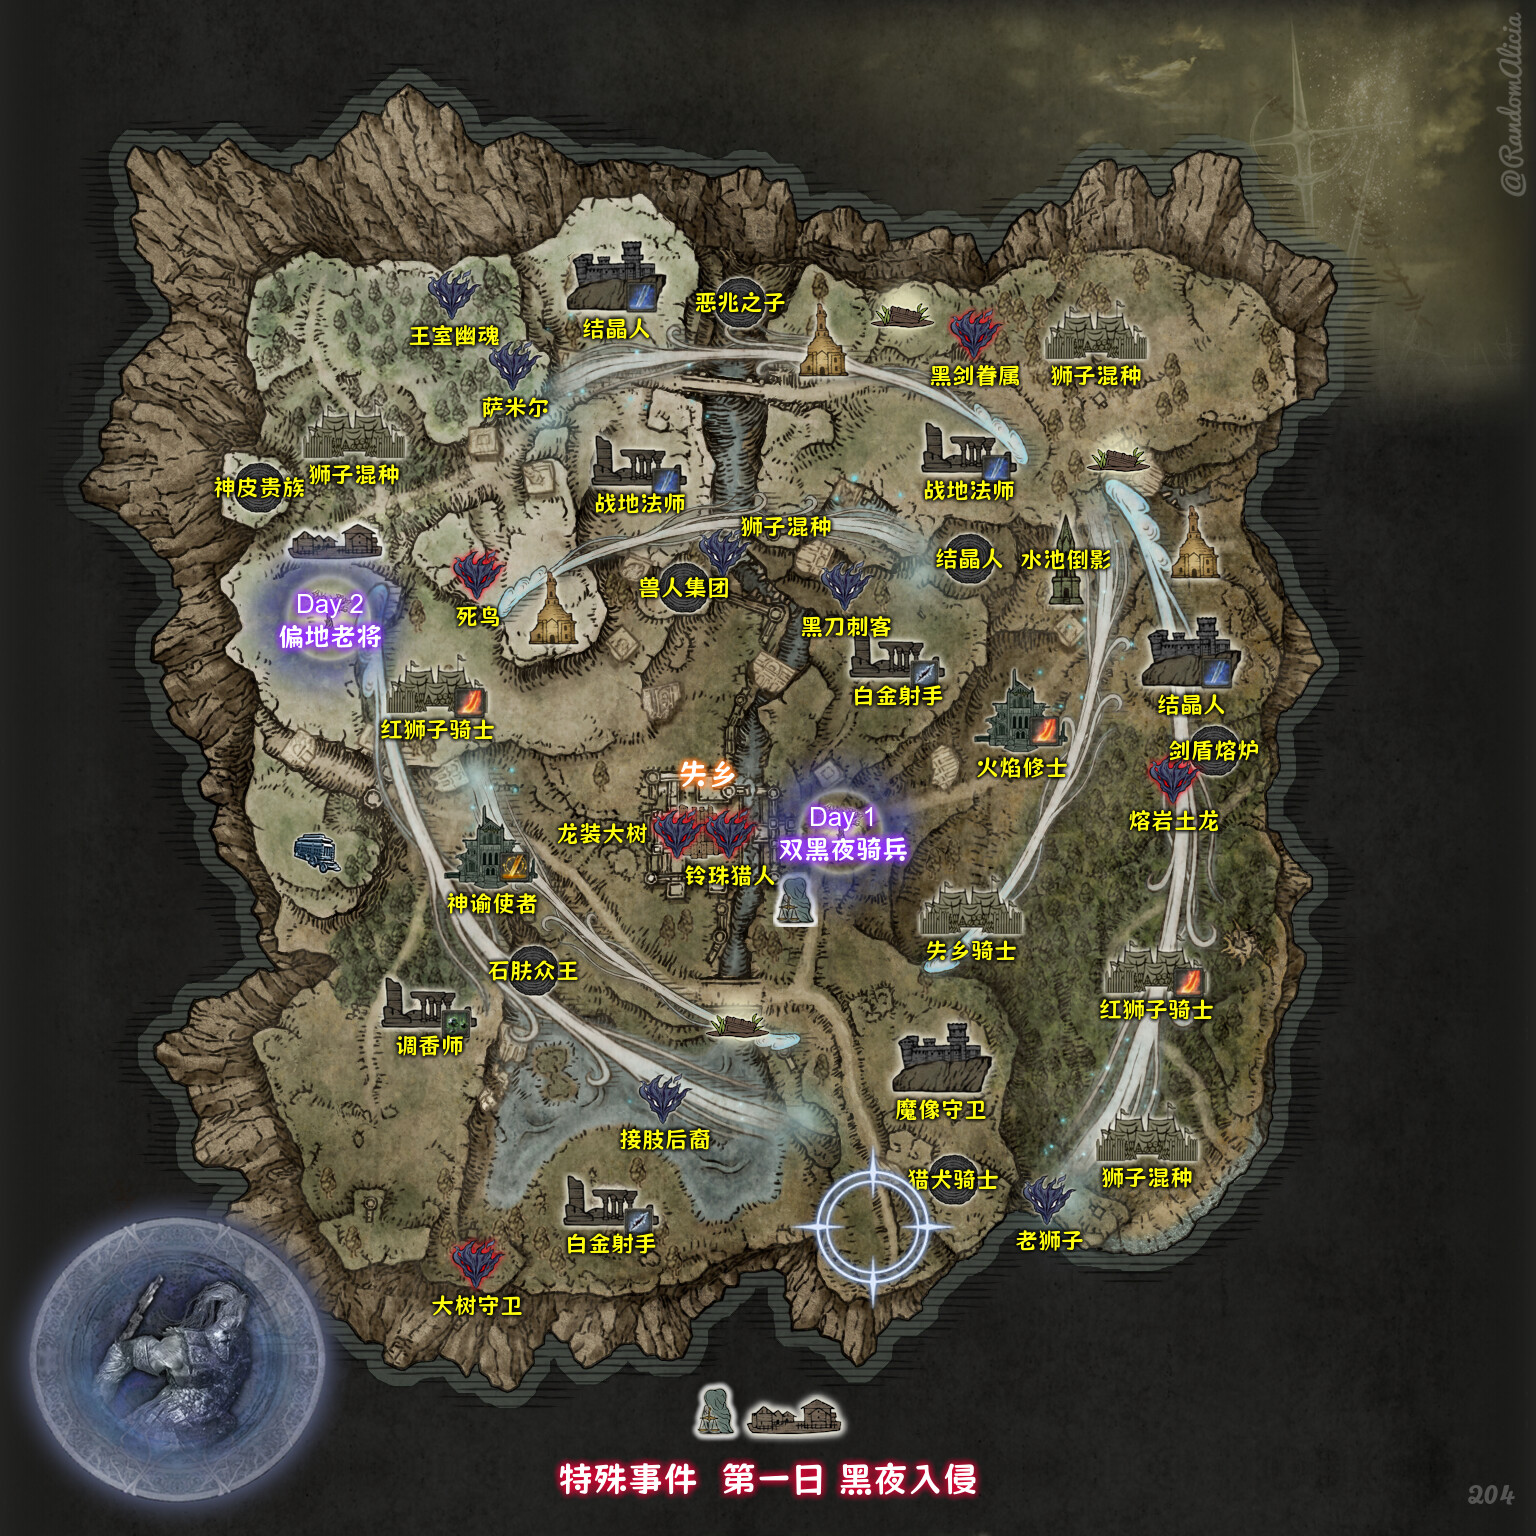 @RandomAlicia
恶兆之子
王室幽魂
结晶人
黑剑眷属
狮子混种
萨米尔
狮子混种
神皮贵族
战地法师
战地法师
狮子混种
结晶人
水池倒影
兽人集团
死鸟
Day 2
偏地老将
黑刀刺客
白金射手
结晶人
红狮子骑士
剑盾熔炉
火焰修士
失乡
熔岩土龙
龙装大树
Day 1
双黑夜骑兵
铃珠猎人
神谕使者
失乡骑士
石肤众王
红狮子骑士
调香师
魔像守卫
接肢后裔
猎犬骑士
狮子混种
白金射手
老狮子
大树守卫
特殊事件 第一日 黑夜入侵
204